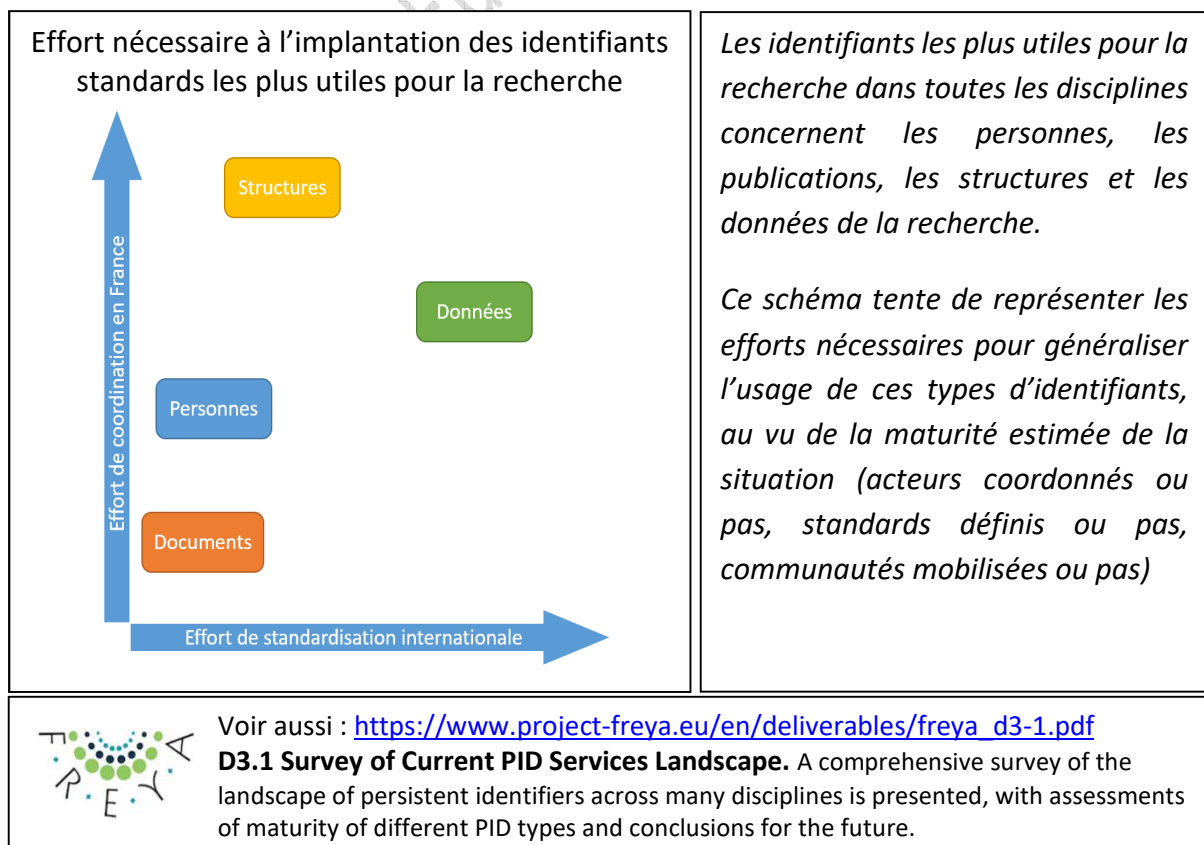 Effort nécessaire à l’implantation des identifiants
standards les plus utiles pour la recherche
Structures
Données
Personnes
Documents
Effort de coordination en France
Effort de standardisation internationale
Les identifiants les plus utiles pour la
recherche dans toutes les disciplines
concernent les personnes, les
publications, les structures et les
données de la recherche.
Ce schéma tente de représenter les
efforts nécessaires pour généraliser
l’usage de ces types d’identifiants,
au vu de la maturité estimée de la
situation (acteurs coordonnés ou
pas, standards définis ou pas,
communautés mobilisées ou pas)
FREYA
Voir aussi : https://www.project-freya.eu/en/deliverables/freya_d3-1.pdf
D3.1 Survey of Current PID Services Landscape. A comprehensive survey of the
landscape of persistent identifiers across many disciplines is presented, with assessments
of maturity of different PID types and conclusions for the future.